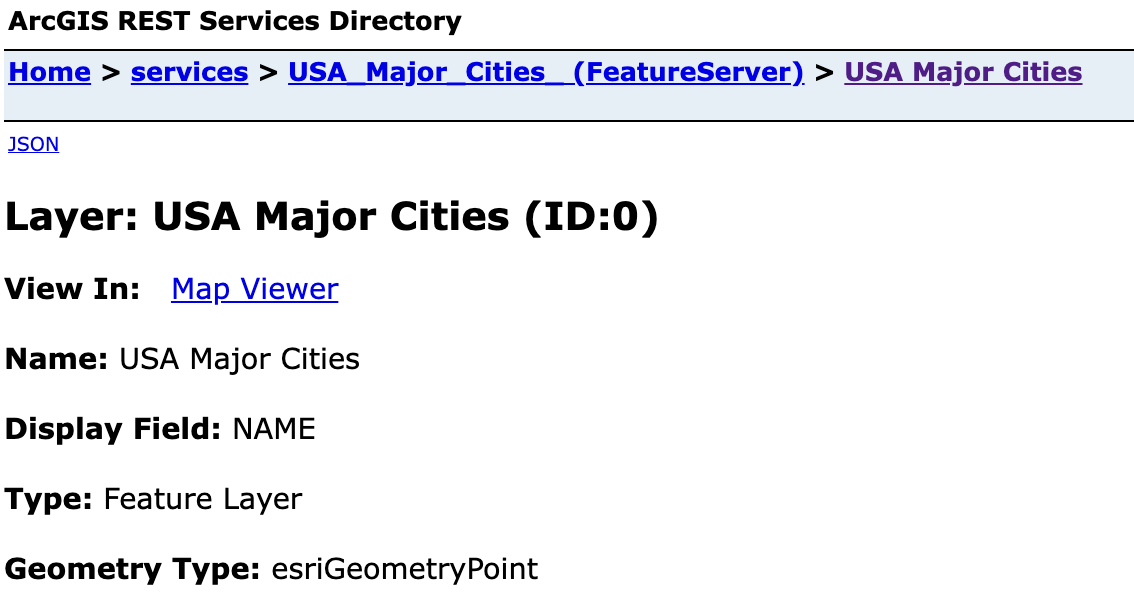 ArcGIS REST Services Directory
Home > services > USA_Major_Cities_ (FeatureServer) > USA Major Cities
JSON
Layer: USA Major Cities (ID:0)
View In: Map Viewer
Name: USA Major Cities
Display Field: NAME
Type: Feature Layer
Geometry Type: esriGeometryPoint